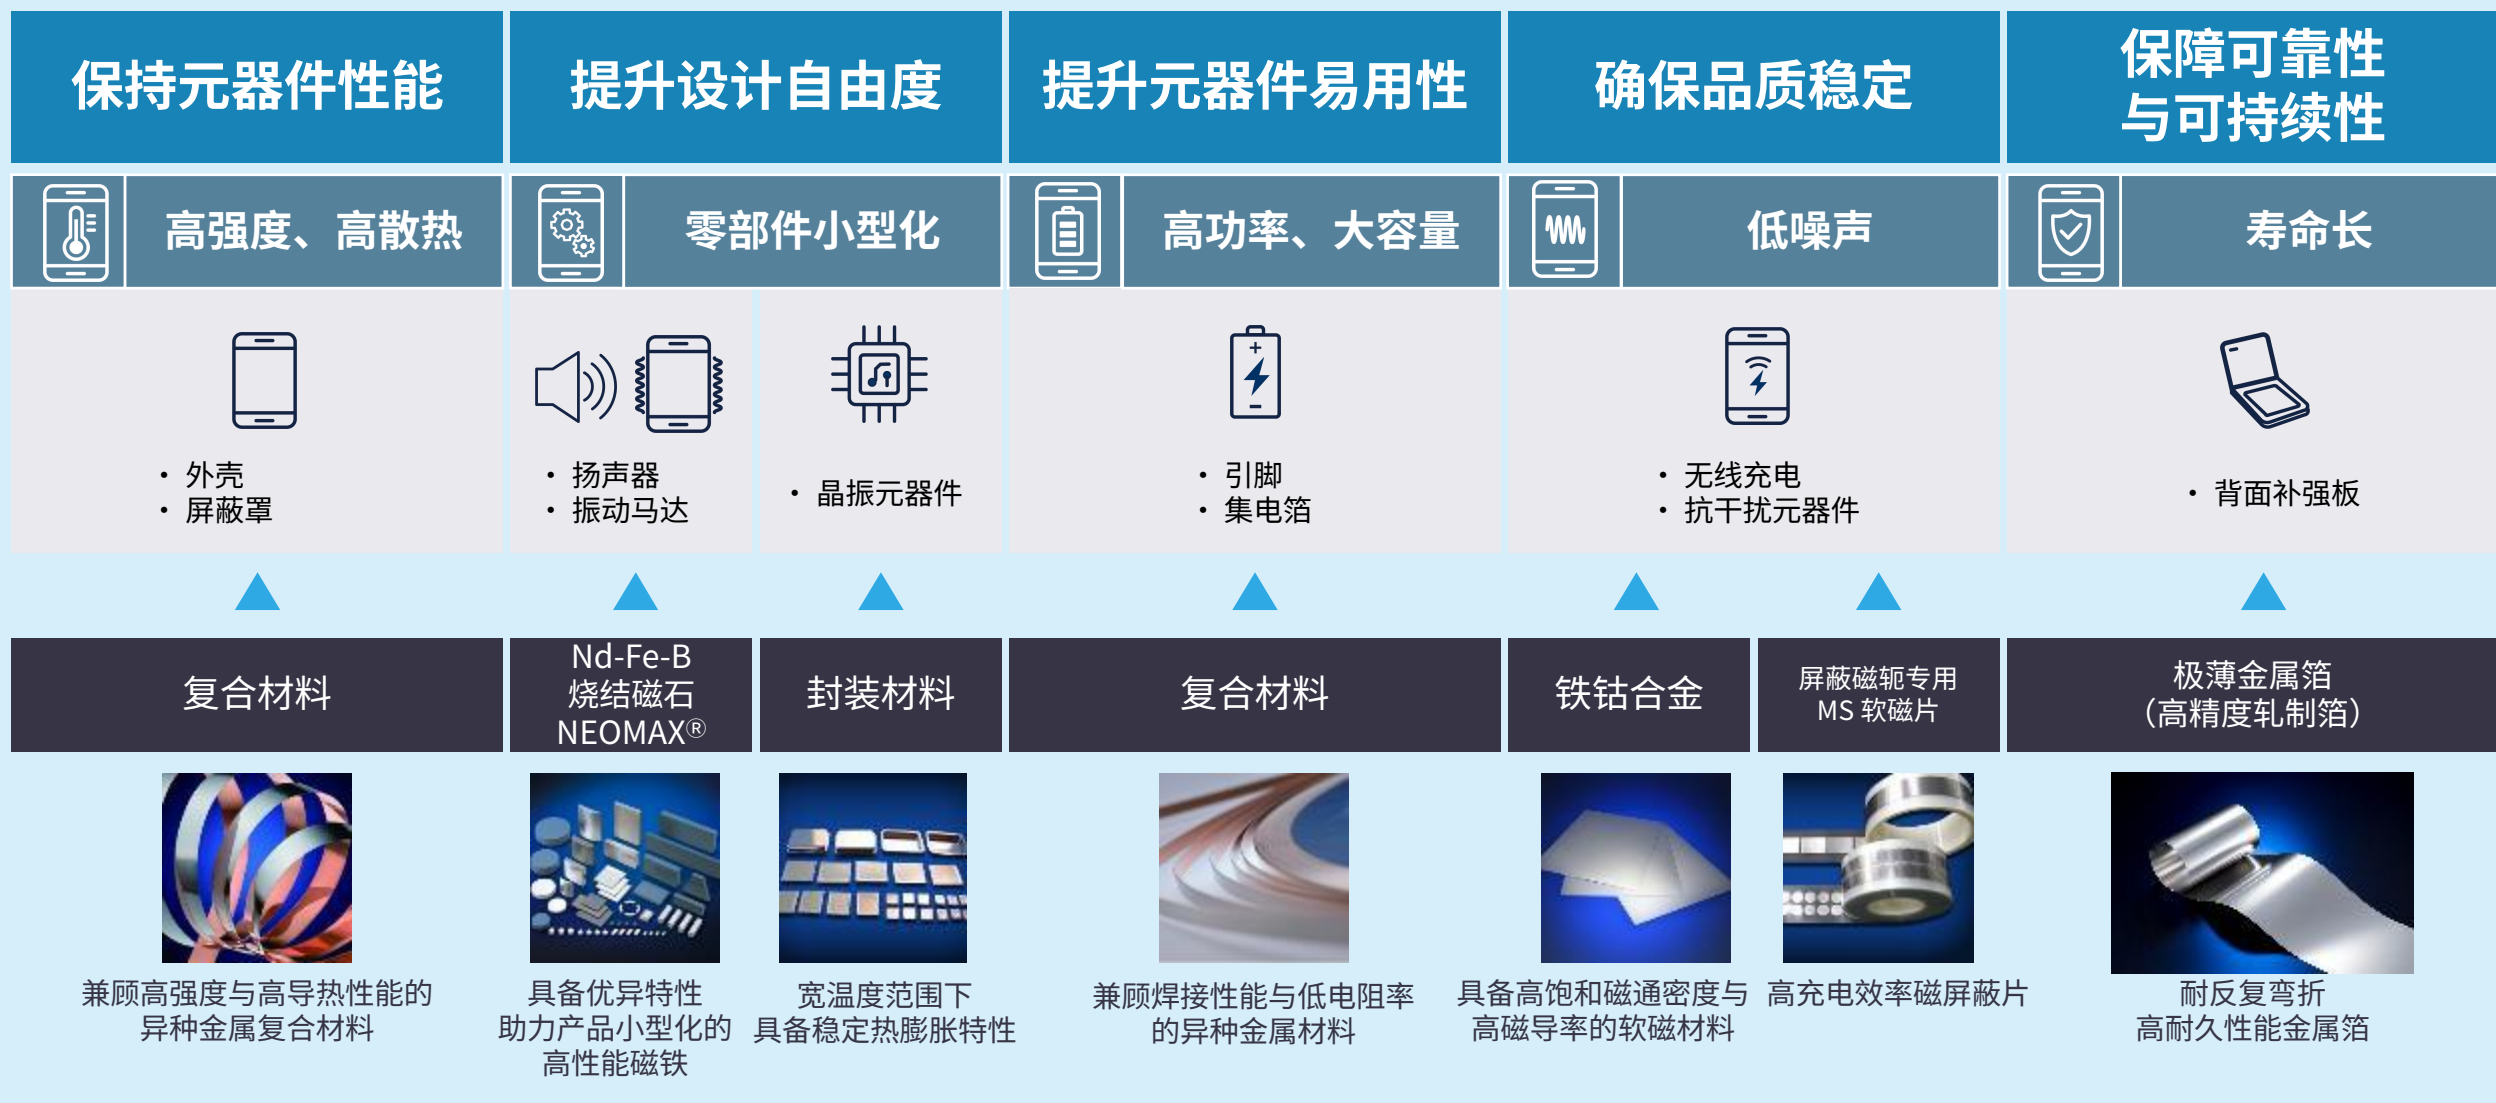 保持元器件性能
提升设计自由度
提升元器件易用性
确保品质稳定
保障可靠性
与可持续性
高强度、高散热
零部件小型化
高功率、大容量
低噪声
寿命长
・ 外壳
・ 屏蔽罩
・ 扬声器
・ 振动马达
・ 晶振元器件
・ 引脚
・ 集电箔
・ 无线充电
・ 抗干扰元器件
・ 背面补强板
复合材料
Nd-Fe-B
烧结磁石
NEOMAX®
封装材料
复合材料
铁钴合金
屏蔽磁轭专用
MS 软磁片
极薄金属箔
（高精度轧制箔）
兼顾高强度与高导热性能的
异种金属复合材料
具备优异特性
助力产品小型化的
高性能磁铁
宽温度范围下
具备稳定热膨胀特性
兼顾焊接性能与低电阻率
的异种金属材料
具备高饱和磁通密度与
高磁导率的软磁材料
高充电效率磁屏蔽片
耐反复弯折
高耐久性能金属箔